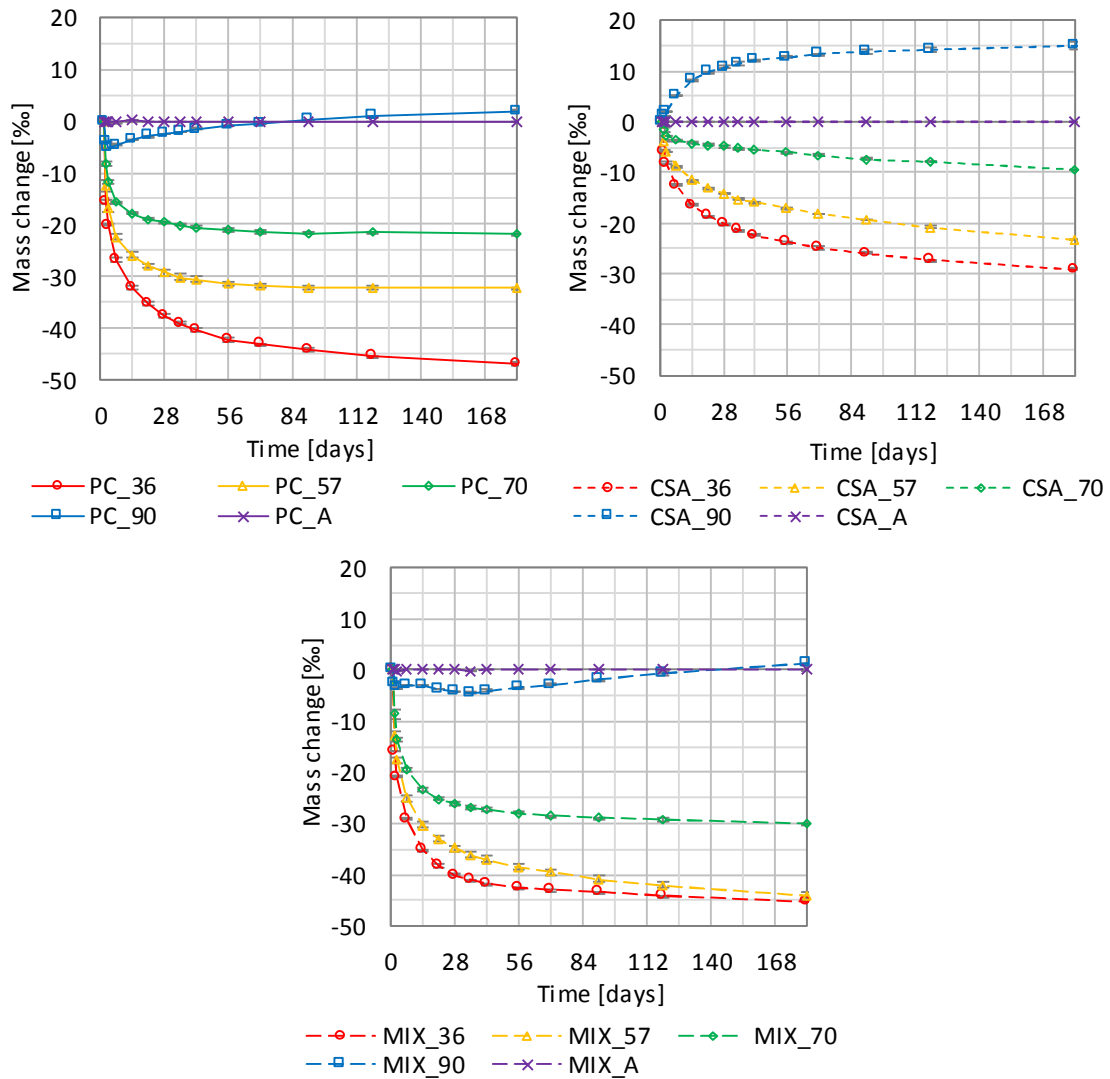 20
10
0
-10
-20
-30
-40
-50
Mass change [‰]
0 28 56 84 112 140 168
Time [days]
PC_36 PC_57 PC_70
PC_90 PC_A
20
10
0
-10
-20
-30
-40
-50
Mass change [‰]
0 28 56 84 112 140 168
Time [days]
CSA_36 CSA_57 CSA_70
CSA_90 CSA_A
20
10
0
-10
-20
-30
-40
-50
Mass change [‰]
0 28 56 84 112 140 168
Time [days]
MIX_36 MIX_57 MIX_70
MIX_90 MIX_A